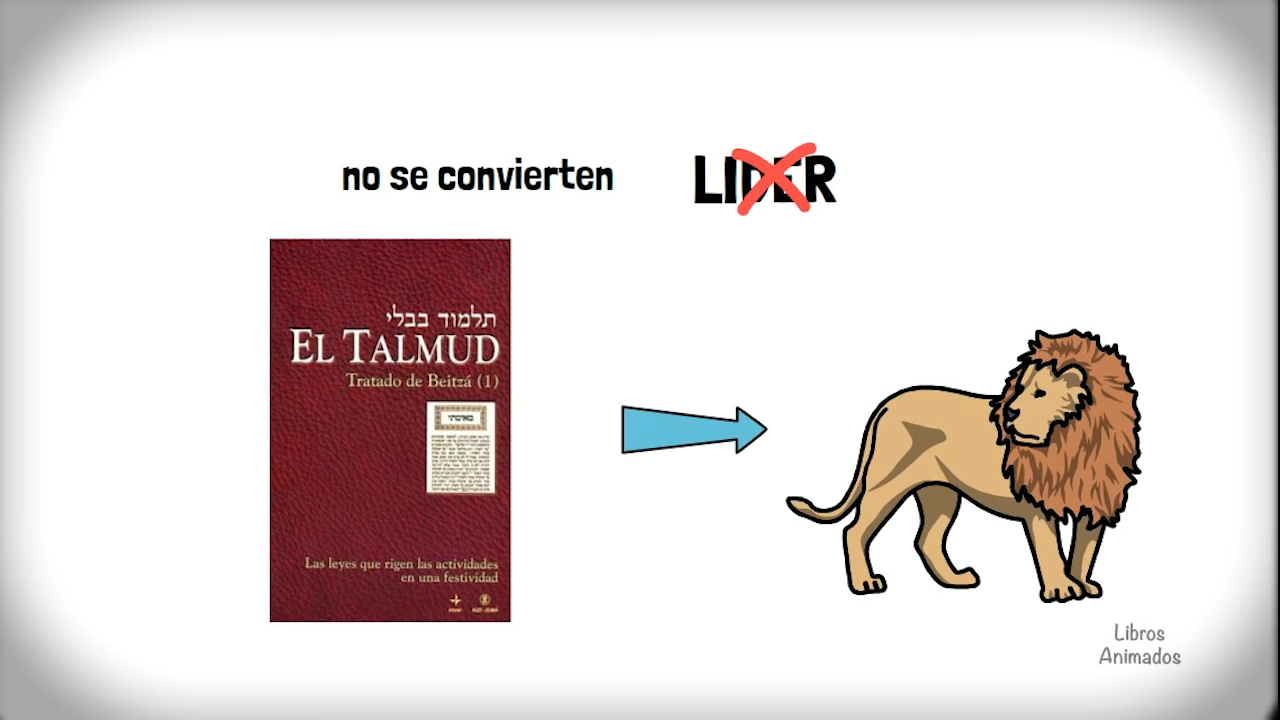 no se convierten
LIDER
תלמוד בבלי
EL TALMUD
Tratado de Beitzá (1)
Las leyes que rigen las actividades
en una festividad
Libros
Animados